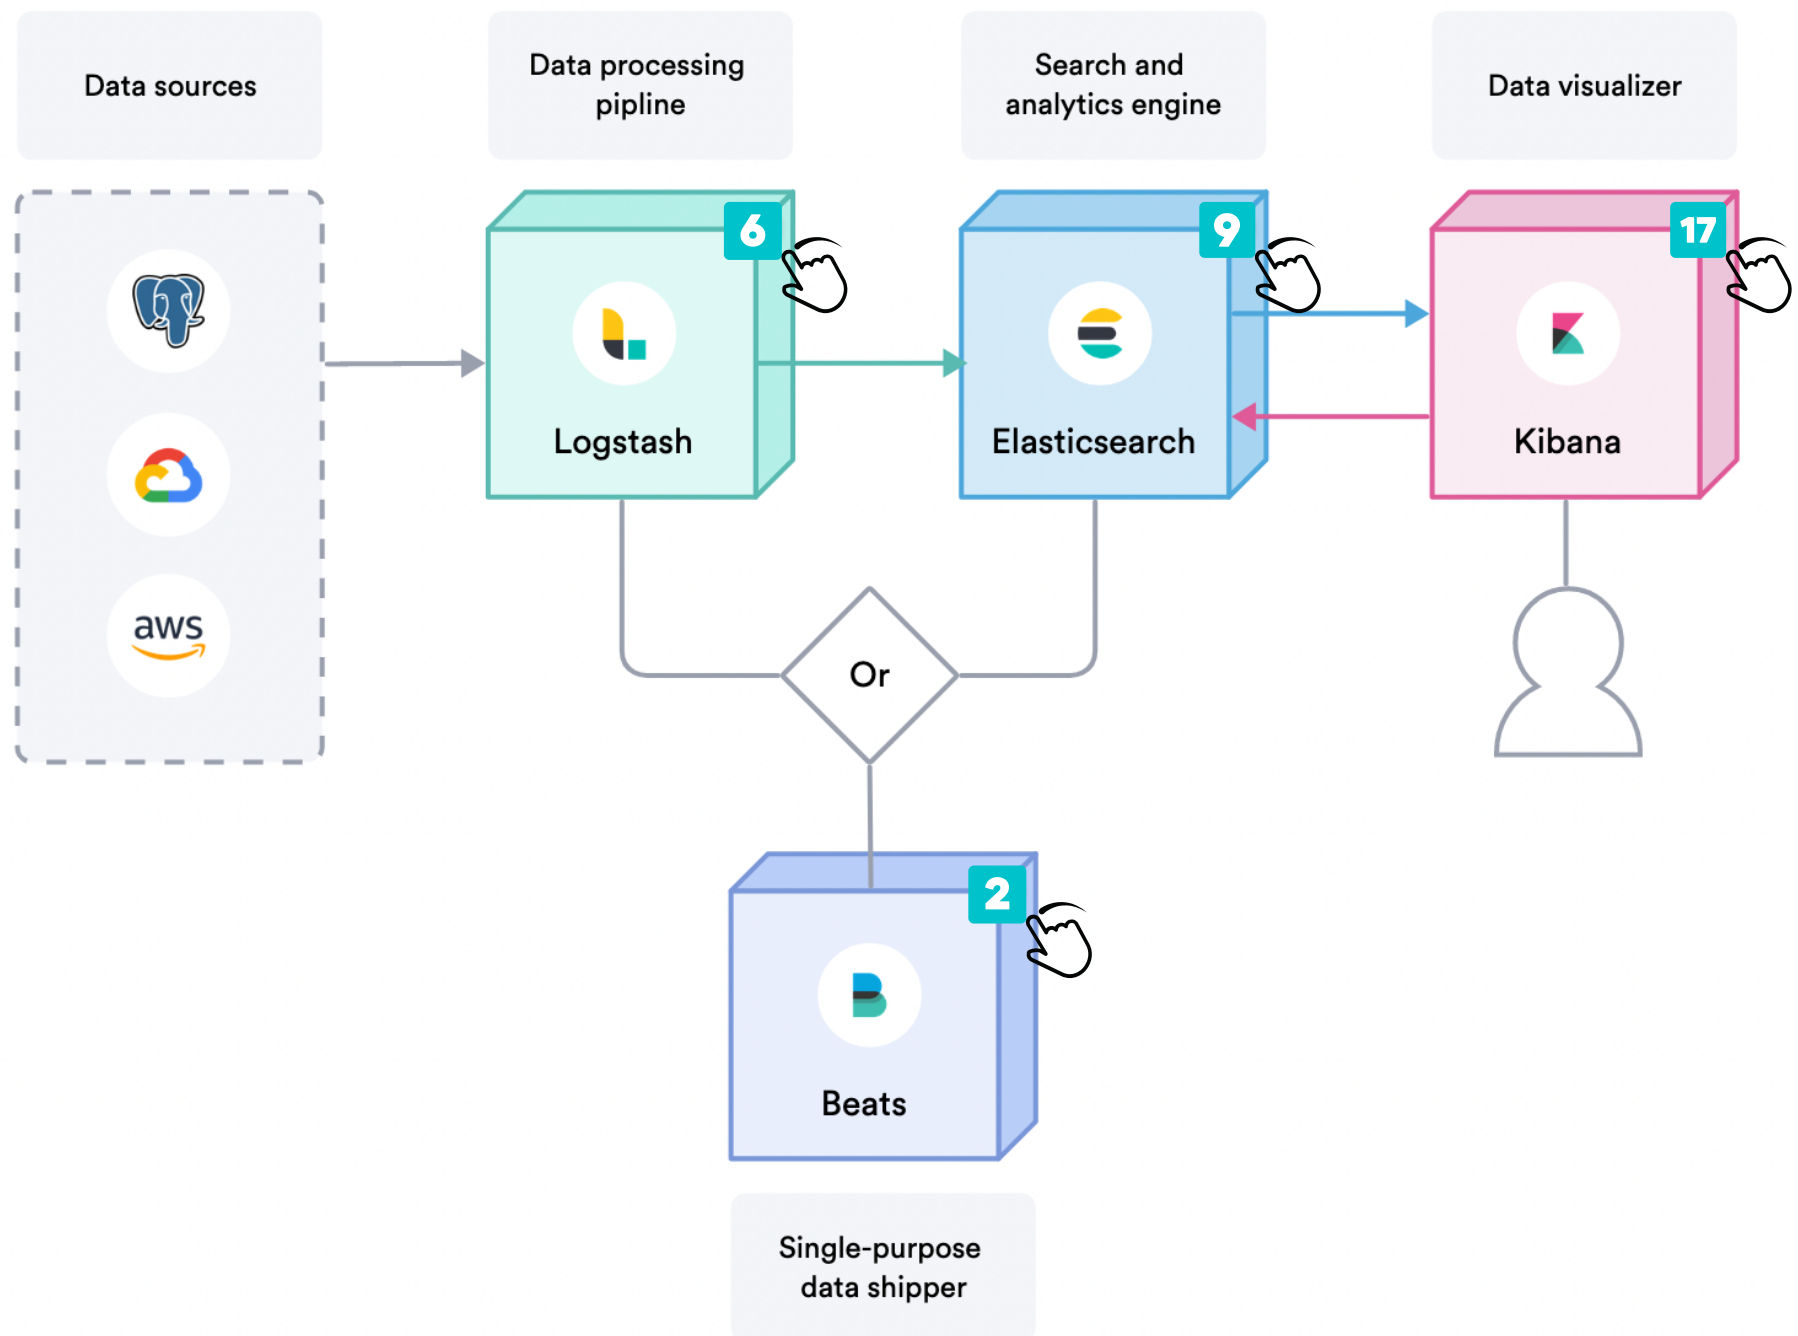 Data sources
Data processing
pipline
Search and
analytics engine
Data visualizer
6
9
17
Logstash
Elasticsearch
Kibana
aws
Or
2
Beats
Single-purpose
data shipper